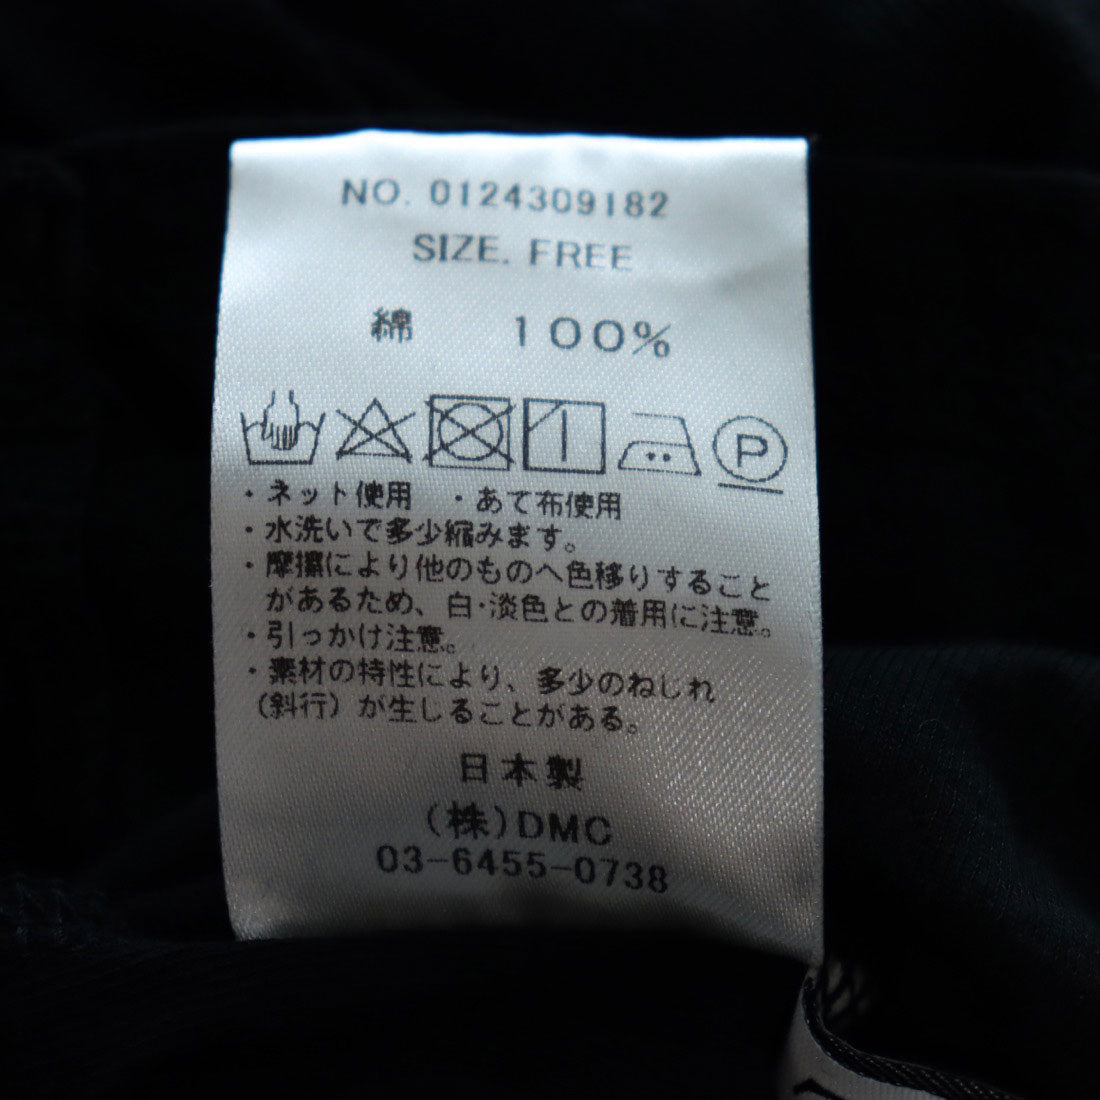 NO. 0124309182
SIZE. FREE
綿 100%
P
・ネット使用 ・あて布使用
・水洗いで多少縮みます。
・摩擦により他のものへ色移りすること
があるため、白・淡色との着用に注意。
・引っかけ注意。
・素材の特性により、多少のねじれ
(斜行)が生じることがある。
日本製
(株)DMC
03-6455-0738